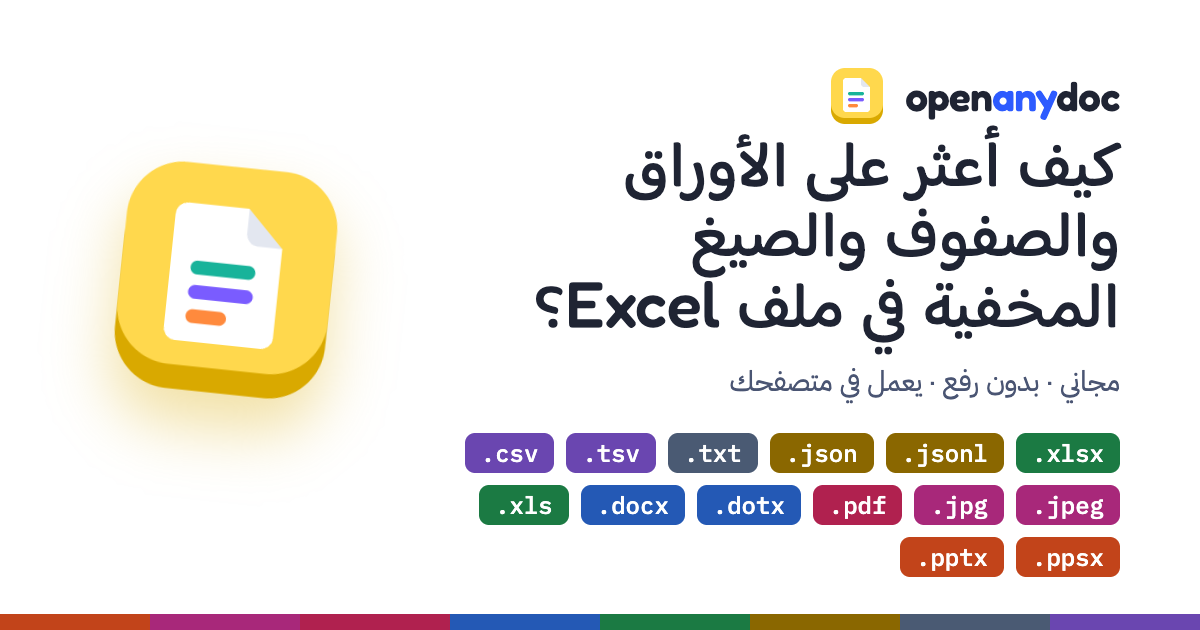 openanydoc
كيف أعثر على الأوراق
والصفوف والصيغ
المخفية في ملف Excel؟
مجاني · بدون رفع · يعمل في متصفحك
.csv .tsv .txt .json .jsonl .xlsx
.xls .docx .dotx .pdf .jpg .jpeg
.pptx .ppsx